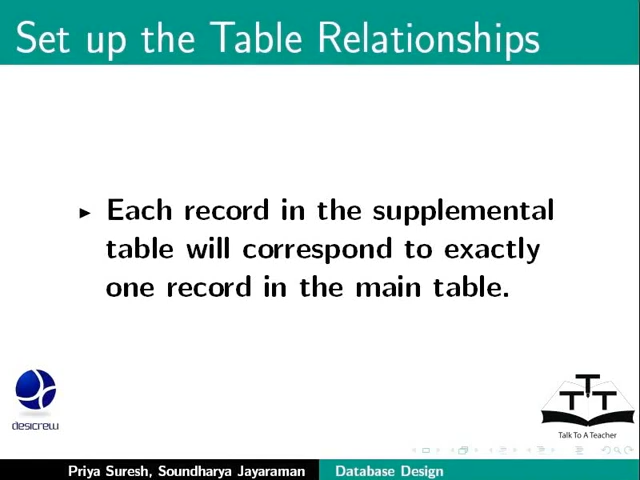 Set up the Table Relationships
Each record in the supplemental
table will correspond to exactly
one record in the main table.
desicrew
T
T T
Talk To A Teacher
Priya Suresh, Soundharya Jayaraman Database Design